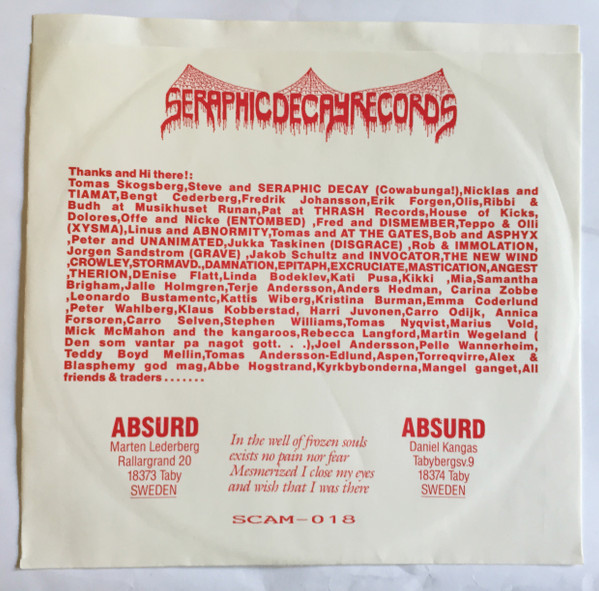 SERAPHIC DECAY RECORDS
Thanks and Hi there!:
Tomas Skogsberg,Steve and SERAPHIC DECAY (Cowabunga!),Nicklas and
TIAMAT,Bengt Cederberg,Fredrik Johansson,Erik Forgen,Olis,Ribbi &
Budh at Musikhuset Runan,Pat at THRASH Records,House of Kicks,
Dolores,Offe and Nicke (ENTOMBED) ,Fred and DISMEMBER,Teppo & Olli
(XYSMA),Linus and ABNORMITY,Tomas and AT THE GATES,Bob and ASPHYX
,Peter and UNANIMATED,Jukka Taskinen (DISGRACE) ,Rob & IMMOLATION,
Jorgen Sandstrom (GRAVE) ,Jakob Schultz and INVOCATOR,THE NEW WIND
,CROWLEY,STORMAVD.,DAMNATION,EPITAPH,EXCRUCIATE,MASTICATION,ANGEST
,THERION,DEnise Flatt,Linda Bodeklev,Kati Pusa,Kikki ,Mia,Samantha
Brigham,Jalle Holmgren,Terje Andersson,Anders Hedman, Carina Zobbe
,Leonardo Bustamentc,Kattis Wiberg,Kristina Burman,Emma Coderlund
,Peter Wahlberg,Klaus Kobberstad, Harri Juvonen,Carro Odijk, Annica
Forsoren,Carro Selven,Stephen Williams,Tomas Nyqvist,Marius Vold,
Mick McMahon and the kangaroos,Rebecca Langford,Martin Wegeland (
Den som vantar pa nagot gott. . .),Joel Andersson,Pelle Wannerheim,
Teddy Boyd Mellin,Tomas Andersson-Edlund,Aspen,Torreqvirre,Alex &
Blasphemy god mag,Abbe Hogstrand,Kyrkbybonderna,Mangel ganget,All
friends & traders.......
ABSURD
Marten Lederberg
Rallargrand 20
18373 Taby
SWEDEN
In the well of frozen souls
exists no pain nor fear
Mesmerized I close my eyes
and wish that I was there
ABSURD
Daniel Kangas
Tabybergsv.9
18374 Taby
SWEDEN
SCAM-018